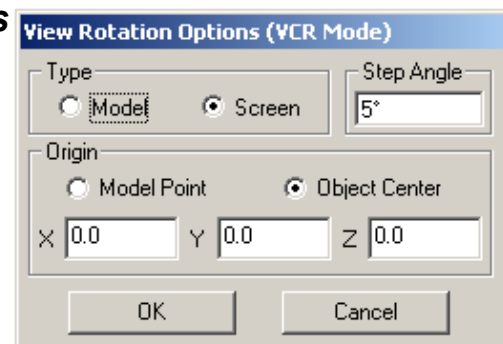 s
View Rotation Options (VCR Mode)
Type
Step Angle
Model
Screen
5°
Origin
Model Point
Object Center
X 0.0 Y 0.0 Z 0.0
OK
Cancel